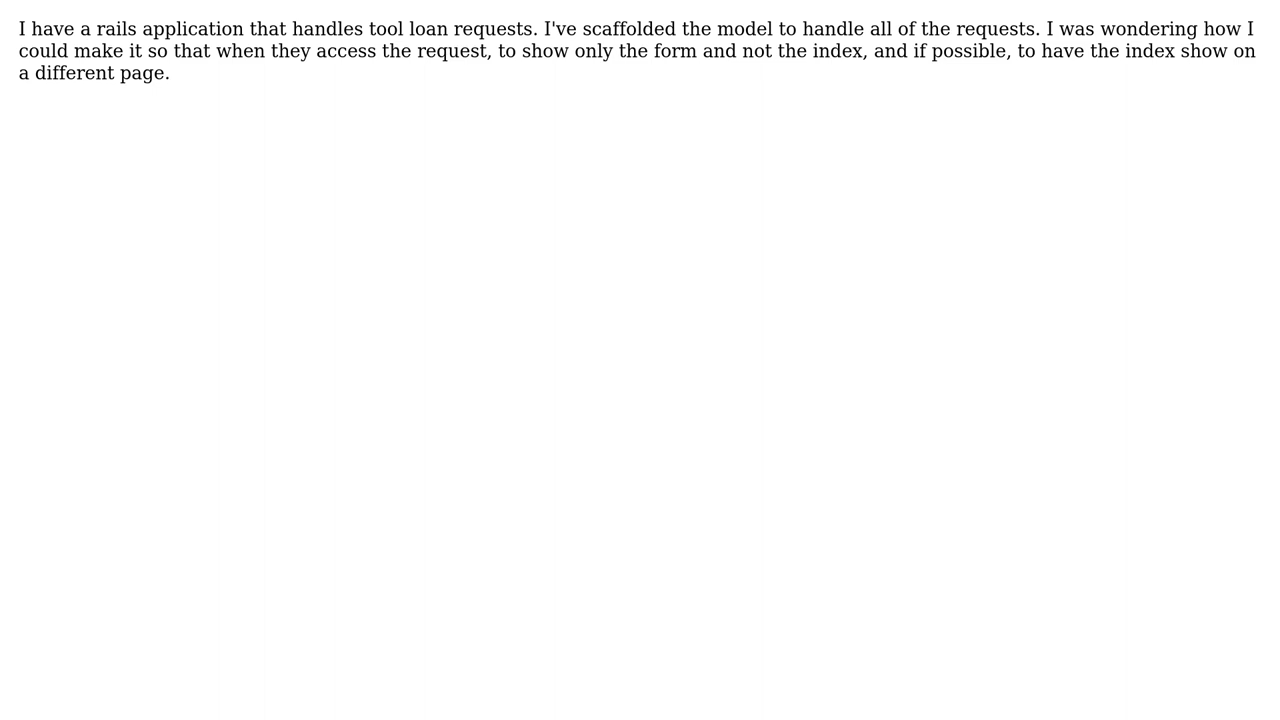 I have a rails application that handles tool loan requests. I've scaffolded the model to handle all of the requests. I was wondering how I
could make it so that when they access the request, to show only the form and not the index, and if possible, to have the index show on
a different page.